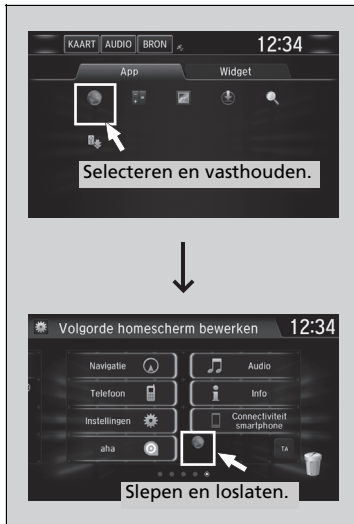 KAART AUDIO BRON 12:34
App Widget
Selecteren en vasthouden.
Volgorde homescherm bewerken 12:34
Navigatie Audio
Telefoon Info
Instellingen Connectiviteit smartphone
aha TA
Slepen en loslaten.